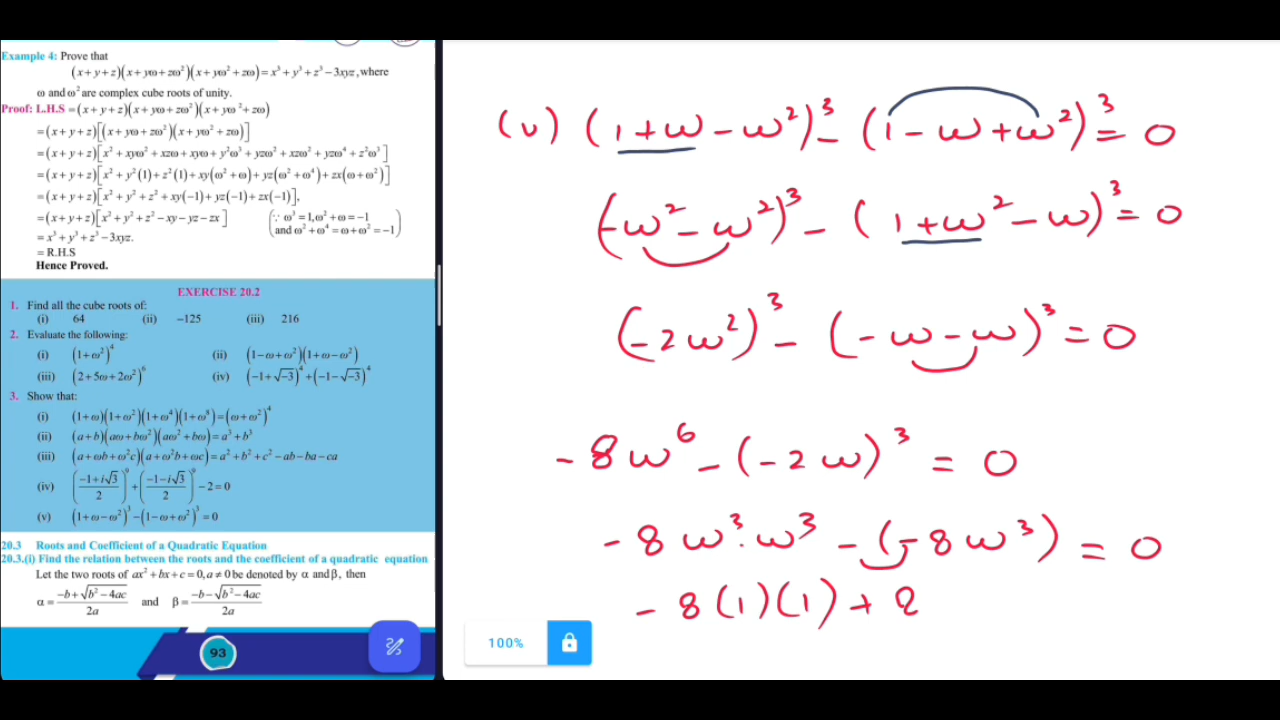 Example 4: Prove that
(x+y+z)(x+yω+zω²)(x+yω²+zω)=x³+y³+z³−3xyz, where
ω and ω² are complex cube roots of unity.
Proof: L.H.S =(x+y+z)(x+yω+zω²)(x+yω²+zω)
=(x+y+z)[(x+yω+zω²)(x+yω²+zω)]
=(x+y+z)[x²+xyω²+xzω+xyω+y²ω³+yzω²+xzω²+yzω⁴+z²ω³]
=(x+y+z)[x²+y²(1)+z²(1)+xy(ω²+ω)+yz(ω²+ω⁴)+zx(ω+ω²)]
=(x+y+z)[x²+y²+z²+xy(−1)+yz(−1)+zx(−1)],
=(x+y+z)[x²+y²+z²−xy−yz−zx] (∵ ω³=1,ω²+ω=−1
=x³+y³+z³−3xyz. and ω²+ω⁴=ω+ω²=−1)
= R.H.S
Hence Proved.
EXERCISE 20.2
1. Find all the cube roots of:
(i) 64 (ii) −125 (iii) 216
2. Evaluate the following:
(i) (1+ω²)⁴ (ii) (1−ω+ω²)(1+ω−ω²)
(iii) (2+5ω+2ω²)⁶ (iv) (−1+√−3)⁴+(−1−√−3)⁴
3. Show that:
(i) (1+ω)(1+ω²)(1+ω⁴)(1+ω⁸)=(ω+ω²)⁴
(ii) (a+b)(aω+bω²)(aω²+bω)=a³+b³
(iii) (a+ωb+ω²c)(a+ω²b+ωc)=a²+b²+c²−ab−ba−ca
(iv) (−1+i√3/2)⁹+(−1−i√3/2)⁹−2=0
(v) (1+ω−ω²)³−(1−ω+ω²)³=0
20.3 Roots and Coefficient of a Quadratic Equation
20.3.(i) Find the relation between the roots and the coefficient of a quadratic equation
Let the two roots of ax²+bx+c=0,a≠0 be denoted by α and β, then
α=−b+√b²−4ac/2a and β=−b−√b²−4ac/2a
93
(v) (1+ω−ω²)³−(1−ω+ω²)³=0
(−ω²−ω²)³−(1+ω²−ω)³=0
(−2ω²)³−(−ω−ω)³=0
−8ω⁶−(−2ω)³=0
−8ω³·ω³−(−8ω³)=0
−8(1)(1)+8
100%